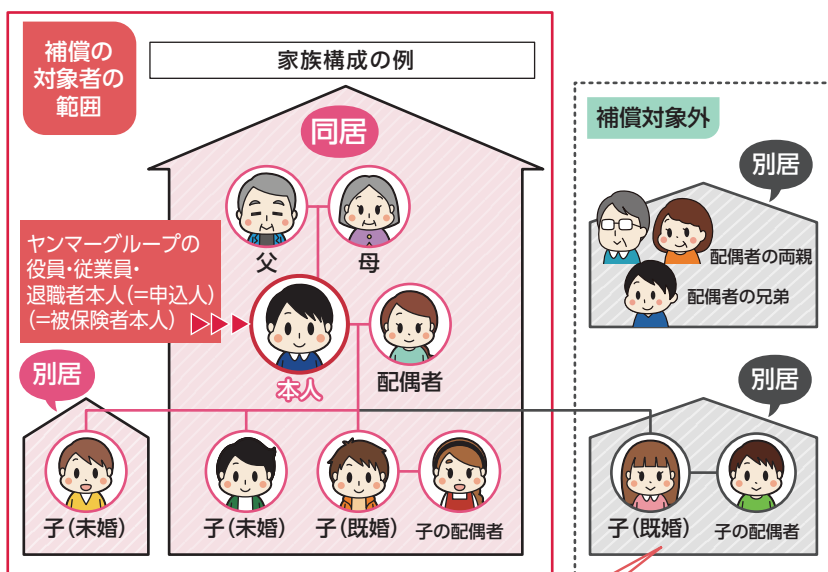 補償の
対象者の
範囲
家族構成の例
同居
父
母
ヤンマーグループの
役員・従業員・
退職者本人(=申込人)
(=被保険者本人)
本人
配偶者
別居
子(未婚)
子(未婚)
子(既婚)
子の配偶者
補償対象外
別居
配偶者の両親
配偶者の兄弟
別居
子(既婚)
子の配偶者